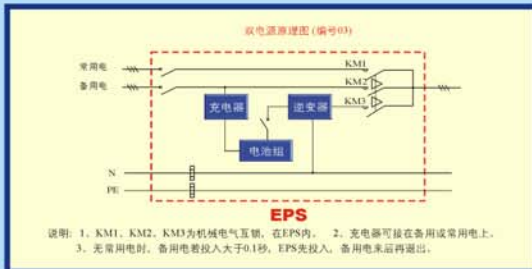 双电源原理图(编号03)
常用电
备用电
KM1
KM2
KM3
充电器
逆变器
电池组
N
PE
EPS
说明: 1、KM1、KM2、KM3为机械电气互锁, 在EPS内。 2、充电器可接在备用或常用电上。
3、无常用电时, 备用电若投入大于0.1秒, EPS先投入, 备用电来后再退出。